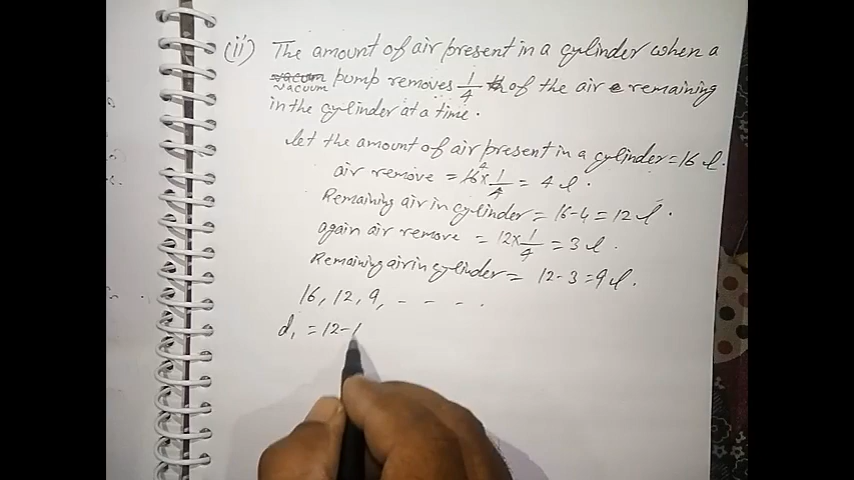 (ii) The amount of air present in a cylinder when a
vacuum pump removes 1/4 th of the air remaining
in the cylinder at a time.
Let the amount of air present in a cylinder = 16 l.
air remove = 16 × 1/4 = 4 l.
Remaining air in cylinder = 16-4 = 12 l.
again air remove = 12 × 1/4 = 3 l.
Remaining air in cylinder = 12-3 = 9 l.
16, 12, 9, - - - .
d₁ = 12-1